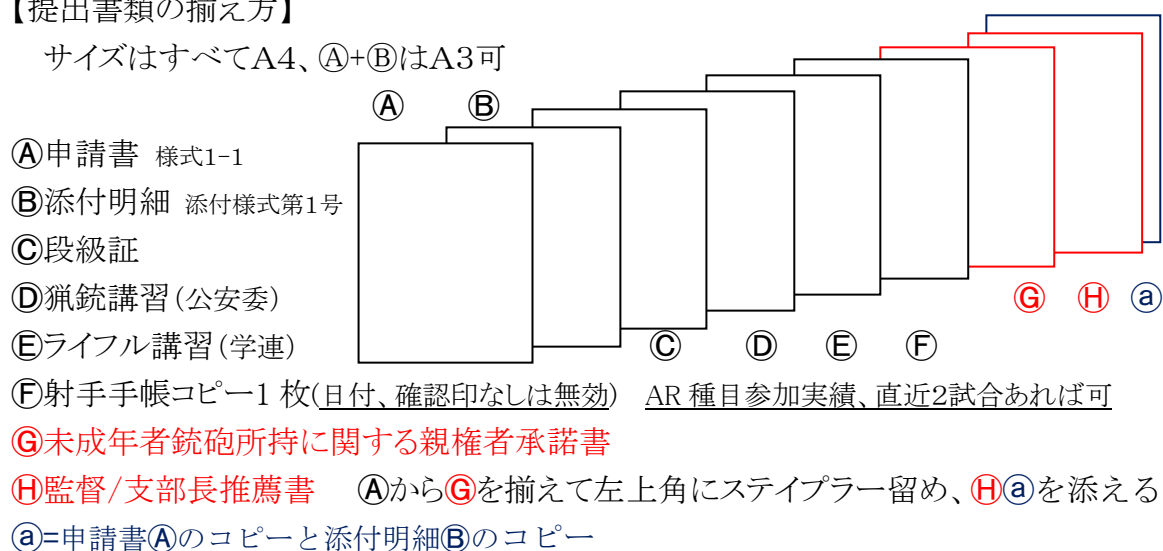 【提出書類の揃え方】
サイズはすべてA4、Ⓐ+ⒷはA3可
Ⓐ Ⓑ
Ⓐ申請書 様式1-1
Ⓑ添付明細 添付様式第1号
Ⓒ段級証
Ⓓ猟銃講習(公安委)
Ⓖ Ⓗ ⓐ
Ⓔライフル講習(学連)
Ⓒ Ⓓ Ⓔ Ⓕ
Ⓕ射手手帳コピー1枚(日付、確認印なしは無効) AR種目参加実績、直近2試合あれば可
Ⓖ未成年者銃砲所持に関する親権者承諾書
Ⓗ監督/支部長推薦書 ⒶからⒼを揃えて左上角にステイプラー留め、Ⓗⓐを添える
ⓐ=申請書Ⓐのコピーと添付明細Ⓑのコピー